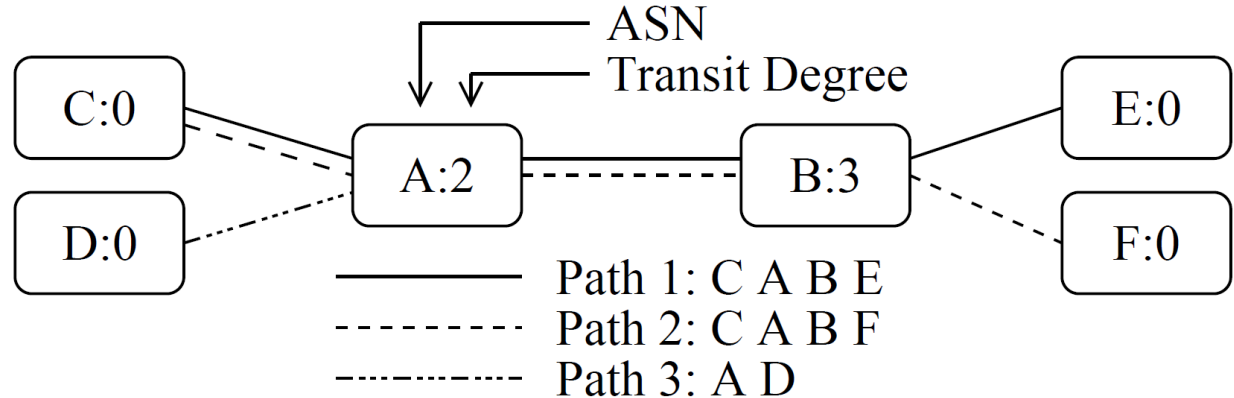 ASN
Transit Degree
C:0
E:0
A:2
B:3
D:0
F:0
Path 1: C A B E
Path 2: C A B F
Path 3: A D